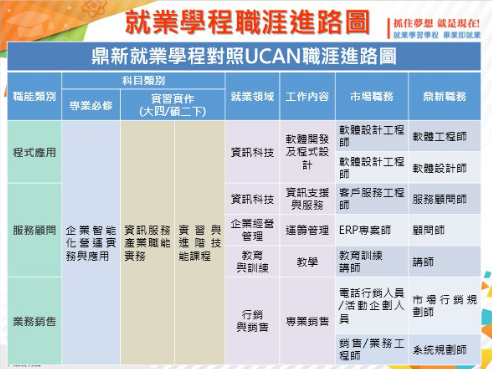 就業學程職涯進路圖
抓住夢想 就是現在!
就業學習學程 畢業即就業
鼎新就業學程對照UCAN職涯進路圖
職能類別
科目類別
就業領域
工作內容
市場職務
鼎新職務
專業必修
實習實作
(大四/碩二下)
程式應用
企業智能
化營運實
務與應用
資訊服務
產業職能
實務
實習與
進階技
能課程
資訊科技
軟體開發
及程式設
計
軟體設計工程
師
軟體工程師
軟體設計工程
師
軟體設計師
服務顧問
資訊科技
資訊支援
與服務
客戶服務工程
師
服務顧問師
企業經營
管理
運籌管理
ERP專案師
顧問師
教育
與訓練
教學
教育訓練
講師
講師
業務銷售
行銷
與銷售
專業銷售
電話行銷人員
/活動企劃人
員
市場行銷規
劃師
銷售/業務工
程師
系統規劃師